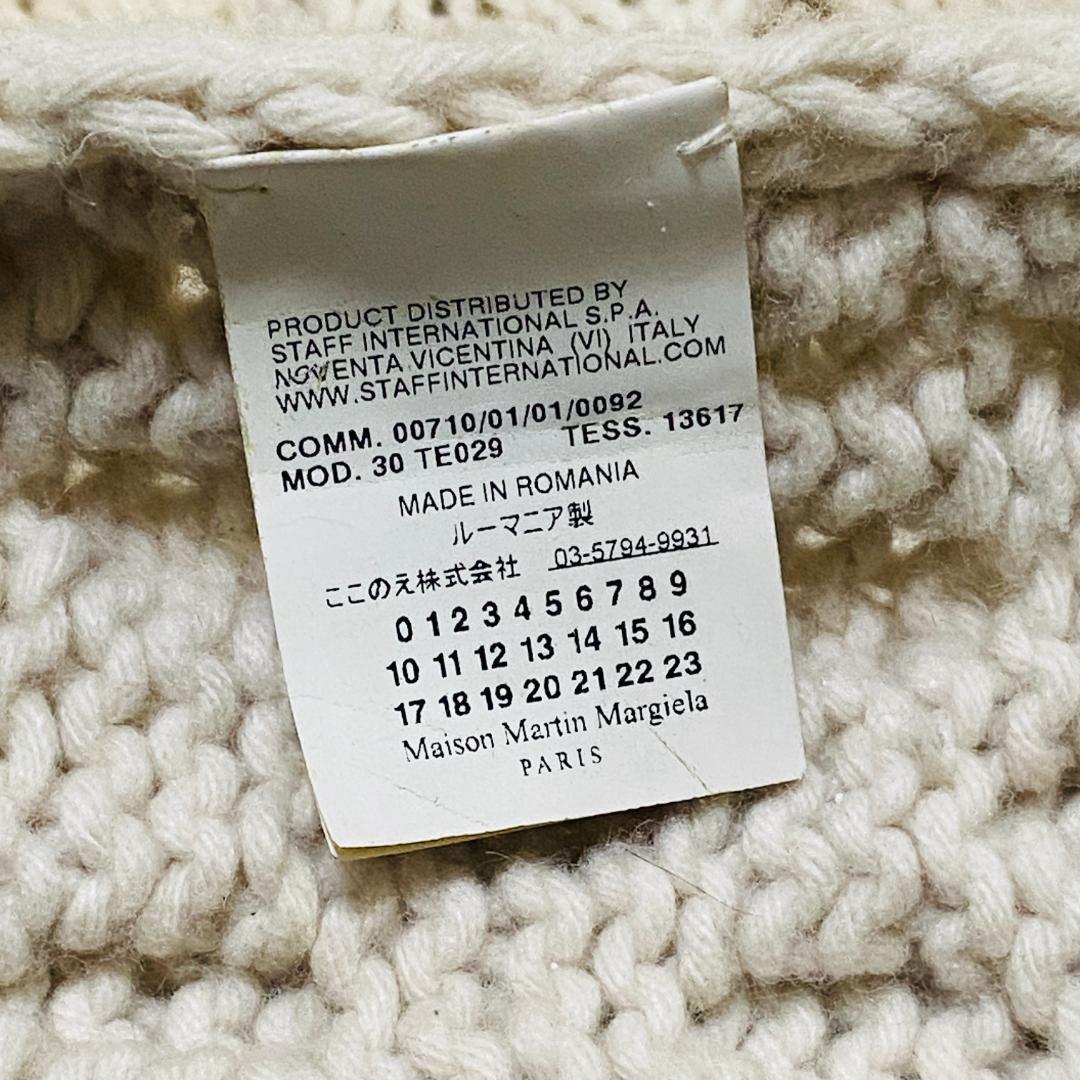 PRODUCT DISTRIBUTED BY
STAFF INTERNATIONAL S.P.A.
NOVENTA VICENTINA (VI) ITALY
WWW.STAFFINTERNATIONAL.COM
COMM. 00710/01/01/0092
MOD. 30 TE029 TESS. 13617
MADE IN ROMANIA
ルーマニア製
ここのえ株式会社 03-5794-9931
0 1 2 3 4 5 6 7 8 9
10 11 12 13 14 15 16
17 18 19 20 21 22 23
Maison Martin Margiela
PARIS